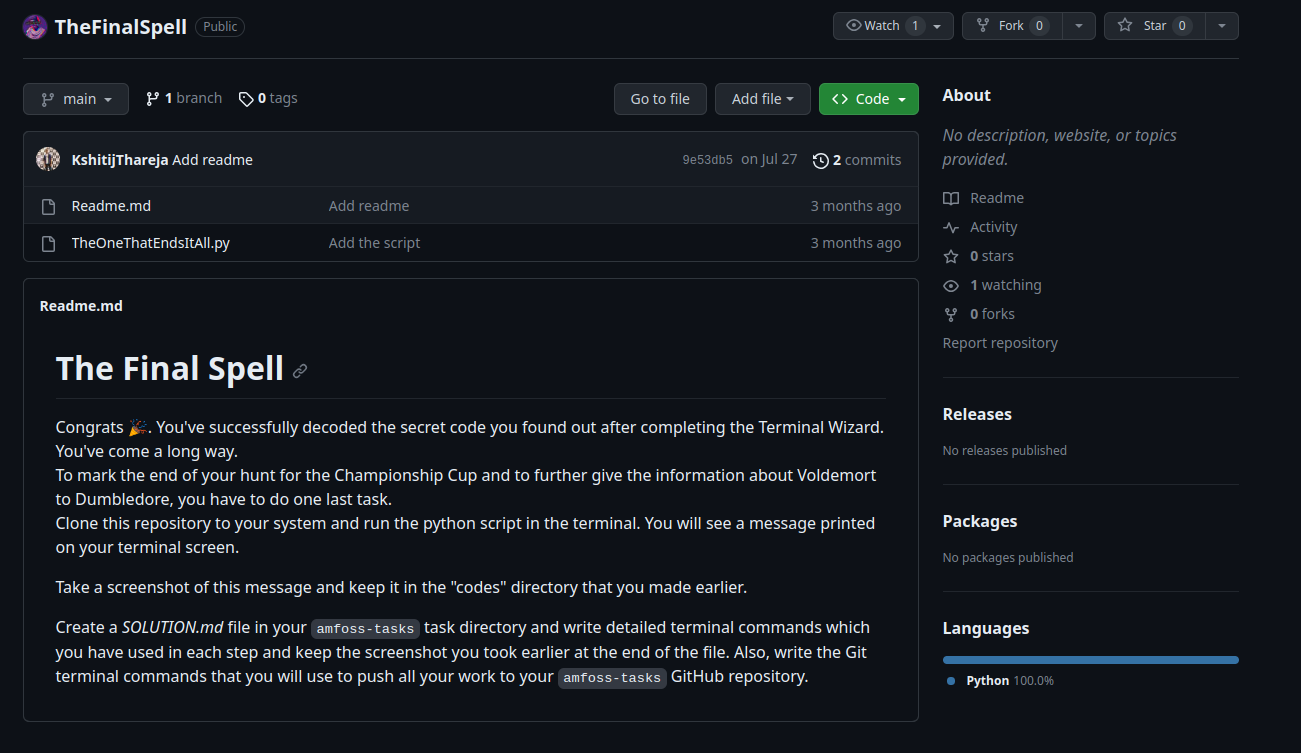 TheFinalSpell Public Watch 1 Fork 0 Star 0
main 1 branch 0 tags Go to file Add file <> Code
KshitijThareja Add readme 9e53db5 on Jul 27 2 commits
Readme.md Add readme 3 months ago
TheOneThatEndsItAll.py Add the script 3 months ago
Readme.md
The Final Spell
Congrats 🎉. You've successfully decoded the secret code you found out after completing the Terminal Wizard.
You've come a long way.
To mark the end of your hunt for the Championship Cup and to further give the information about Voldemort
to Dumbledore, you have to do one last task.
Clone this repository to your system and run the python script in the terminal. You will see a message printed
on your terminal screen.
Take a screenshot of this message and keep it in the "codes" directory that you made earlier.
Create a SOLUTION.md file in your amfoss-tasks task directory and write detailed terminal commands which
you have used in each step and keep the screenshot you took earlier at the end of the file. Also, write the Git
terminal commands that you will use to push all your work to your amfoss-tasks GitHub repository.
About
No description, website, or topics
provided.
Readme
Activity
0 stars
1 watching
0 forks
Report repository
Releases
No releases published
Packages
No packages published
Languages
Python 100.0%